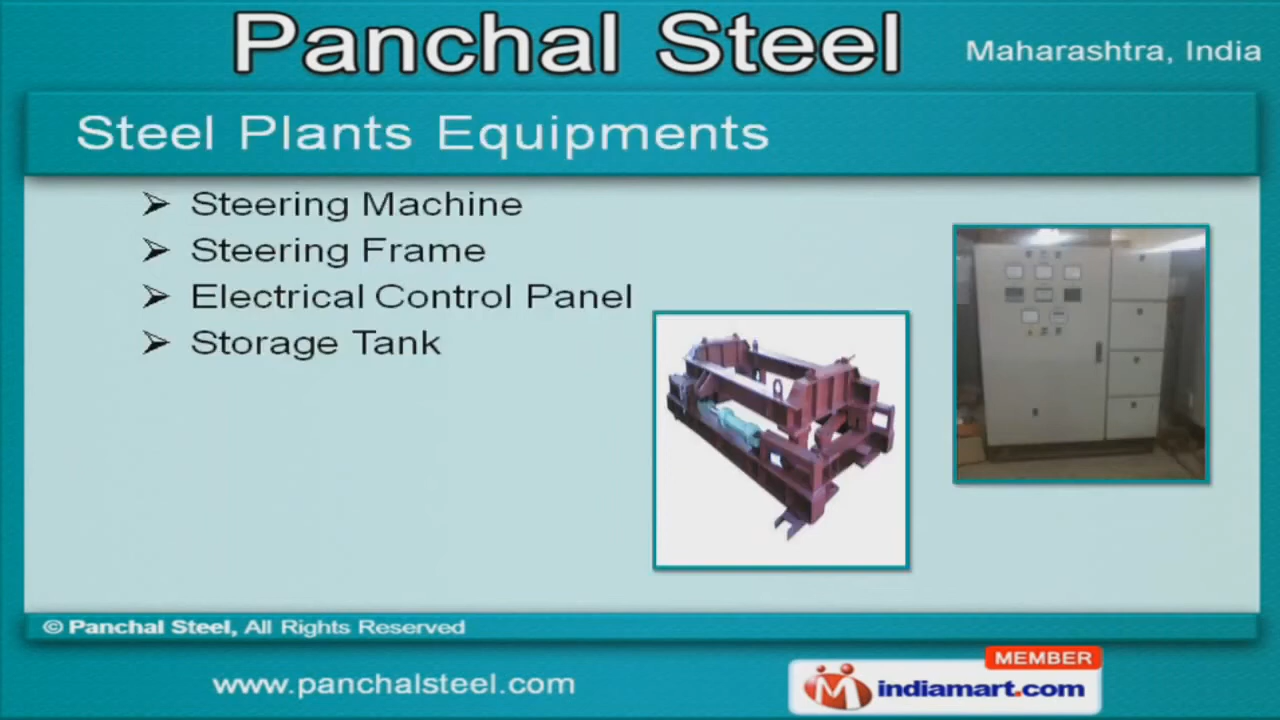 Panchal Steel
Maharashtra, India
Steel Plants Equipments
Steering Machine
Steering Frame
Electrical Control Panel
Storage Tank
© Panchal Steel, All Rights Reserved
www.panchalsteel.com
MEMBER
indiamart.com